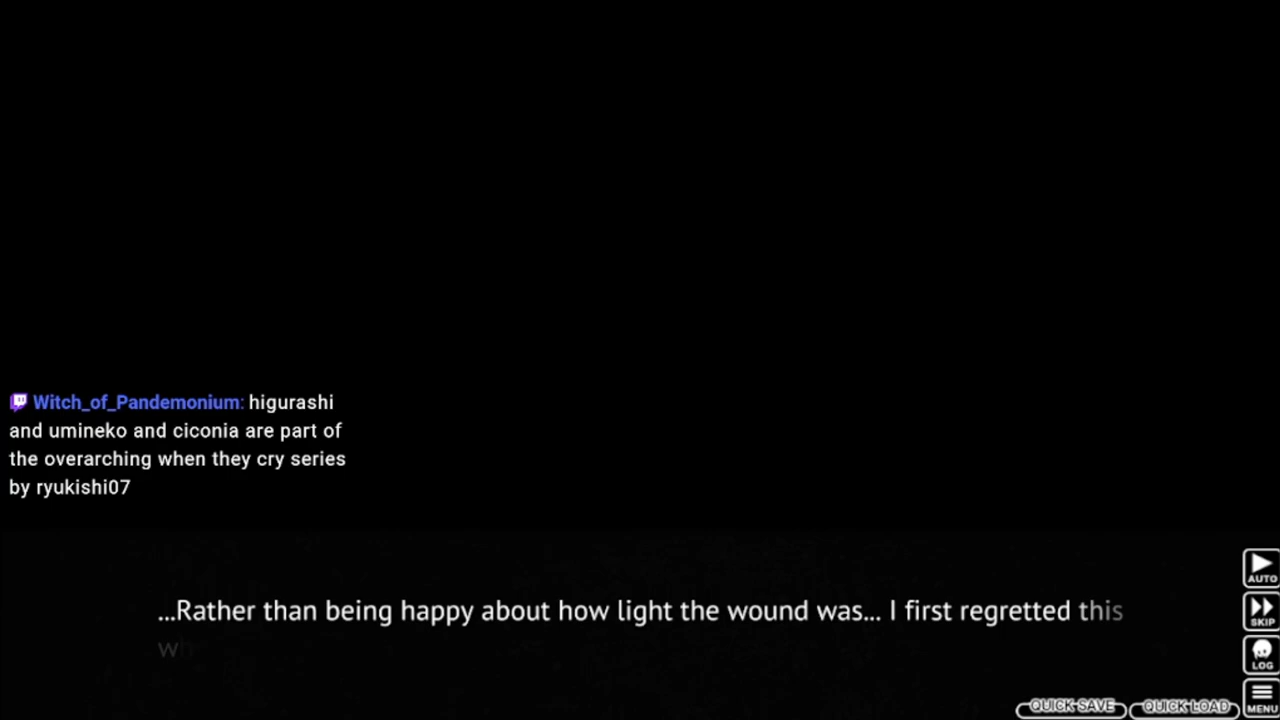 Witch_of_Pandemonium: higurashi
and umineko and ciconia are part of
the overarching when they cry series
by ryukishi07
...Rather than being happy about how light the wound was... I first regretted this
AUTO
SKIP
LOG
MENU
QUICK SAVE
QUICK LOAD